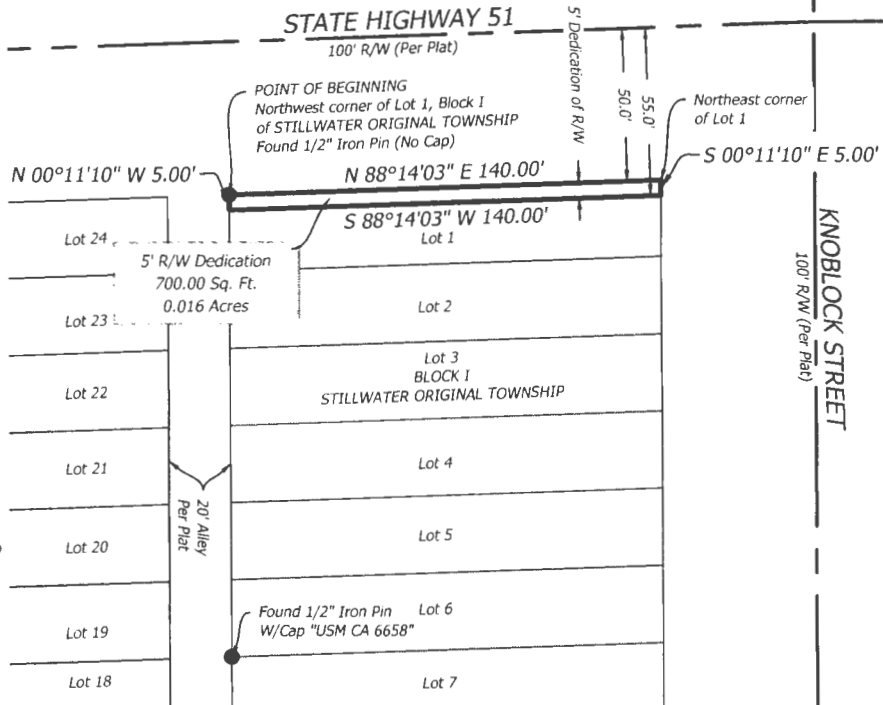 STATE HIGHWAY 51
100' R/W (Per Plat)
5' Dedication of R/W
50.0'
55.0'
POINT OF BEGINNING
Northwest corner of Lot 1, Block I
of STILLWATER ORIGINAL TOWNSHIP
Found 1/2" Iron Pin (No Cap)
Northeast corner
of Lot 1
N 00°11'10" W 5.00'
N 88°14'03" E 140.00'
S 00°11'10" E 5.00'
S 88°14'03" W 140.00'
Lot 24
Lot 1
5' R/W Dedication
700.00 Sq. Ft.
0.016 Acres
KNOBLOCK STREET
100' R/W (Per Plat)
Lot 23
Lot 2
Lot 22
Lot 3
BLOCK I
STILLWATER ORIGINAL TOWNSHIP
Lot 21
Lot 4
20' Alley
Per Plat
Lot 20
Lot 5
Lot 19
Found 1/2" Iron Pin
W/Cap "USM CA 6658"
Lot 6
Lot 18
Lot 7